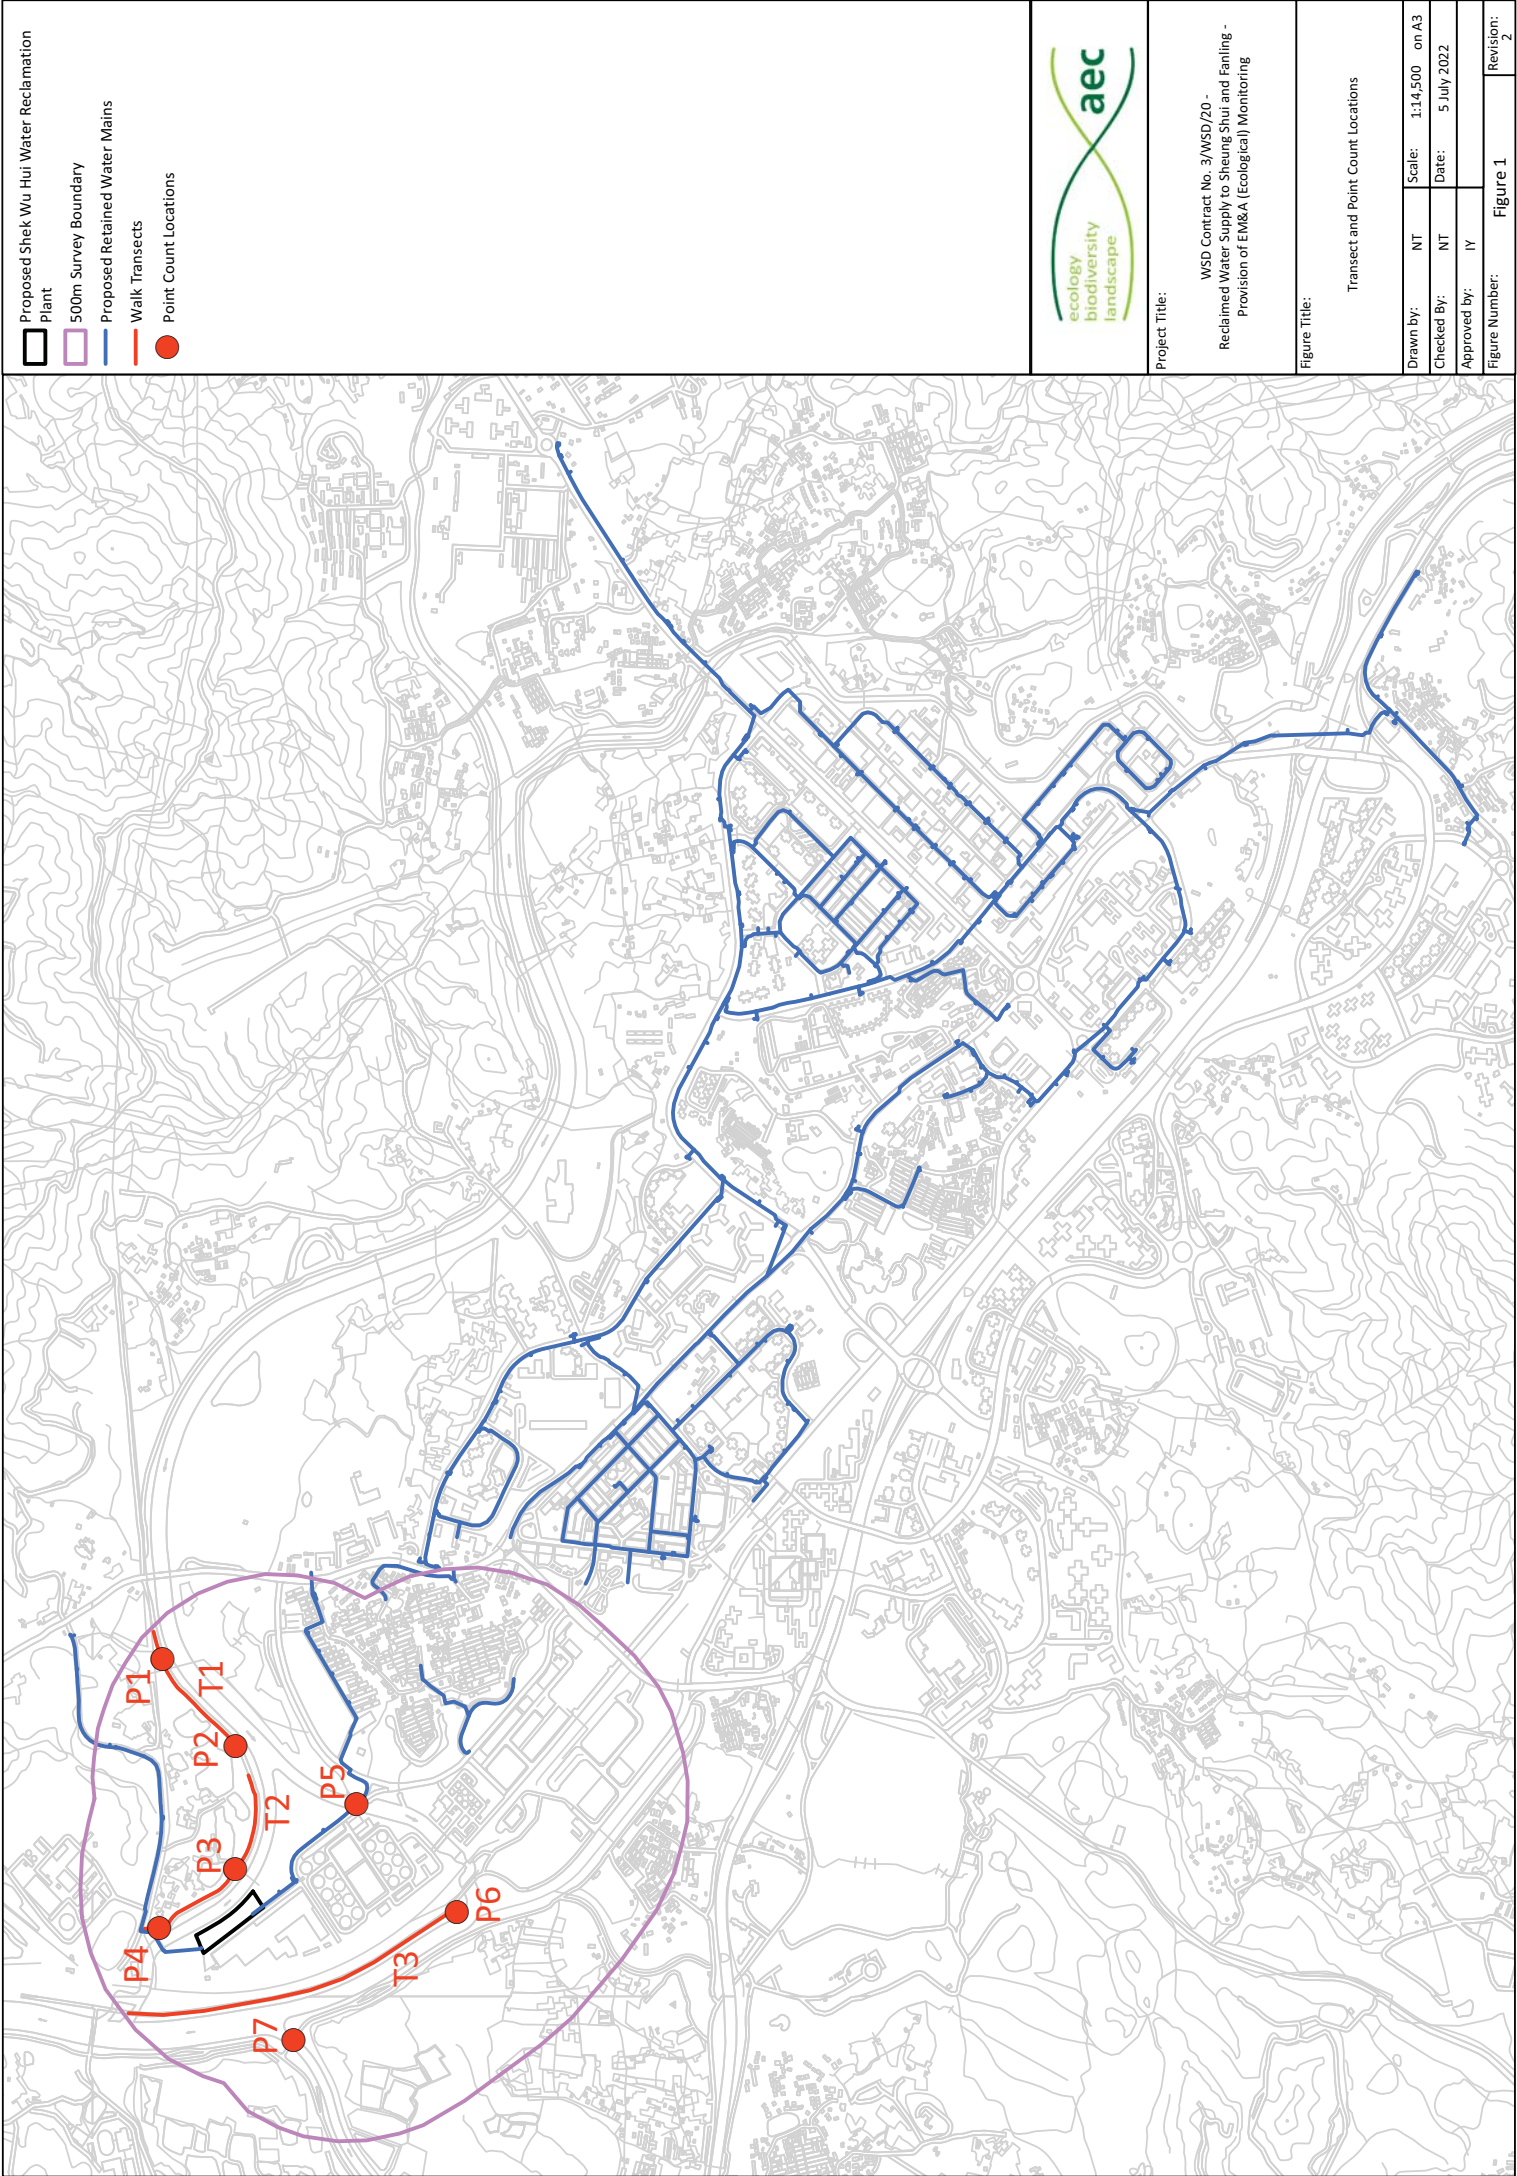 Proposed Shek Wu Hui Water Reclamation
Plant
500m Survey Boundary
Proposed Retained Water Mains
Walk Transects
Point Count Locations
P1
T1
P2
T2
P3
P4
P5
P6
T3
P7
ecology
biodiversity
landscape
aec
Project Title:
WSD Contract No. 3/WSD/20 -
Reclaimed Water Supply to Sheung Shui and Fanling -
Provision of EM&A (Ecological) Monitoring
Figure Title:
Transect and Point Count Locations
Drawn by: NT Scale: 1:14,500 on A3
Checked By: NT Date: 5 July 2022
Approved by: IY
Figure Number: Figure 1 Revision: 2